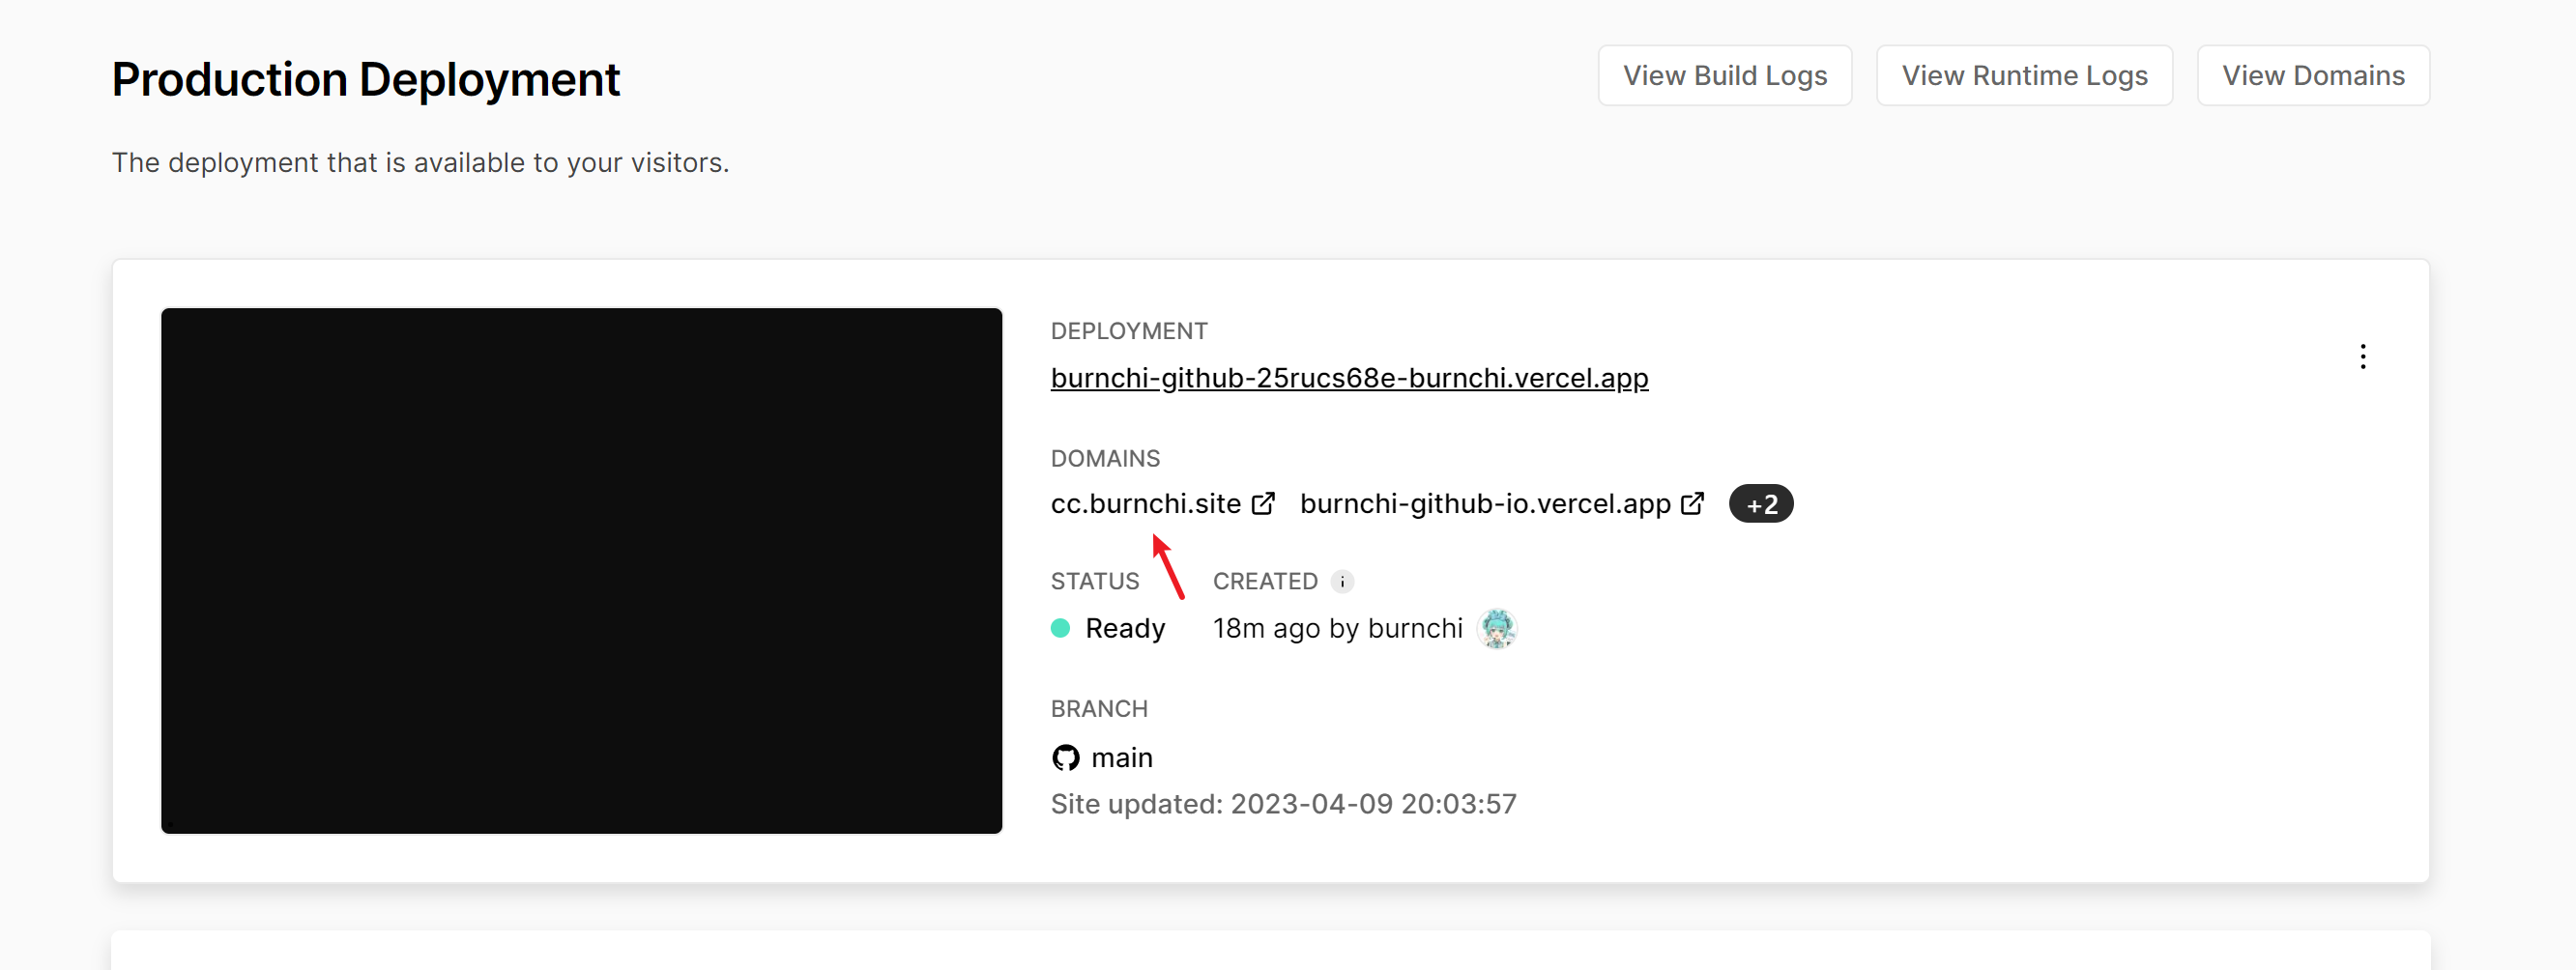 Production Deployment
View Build Logs
View Runtime Logs
View Domains
The deployment that is available to your visitors.
DEPLOYMENT
burnchi-github-25rucs68e-burnchi.vercel.app
DOMAINS
cc.burnchi.site burnchi-github-io.vercel.app +2
STATUS CREATED i
Ready 18m ago by burnchi
BRANCH
main
Site updated: 2023-04-09 20:03:57